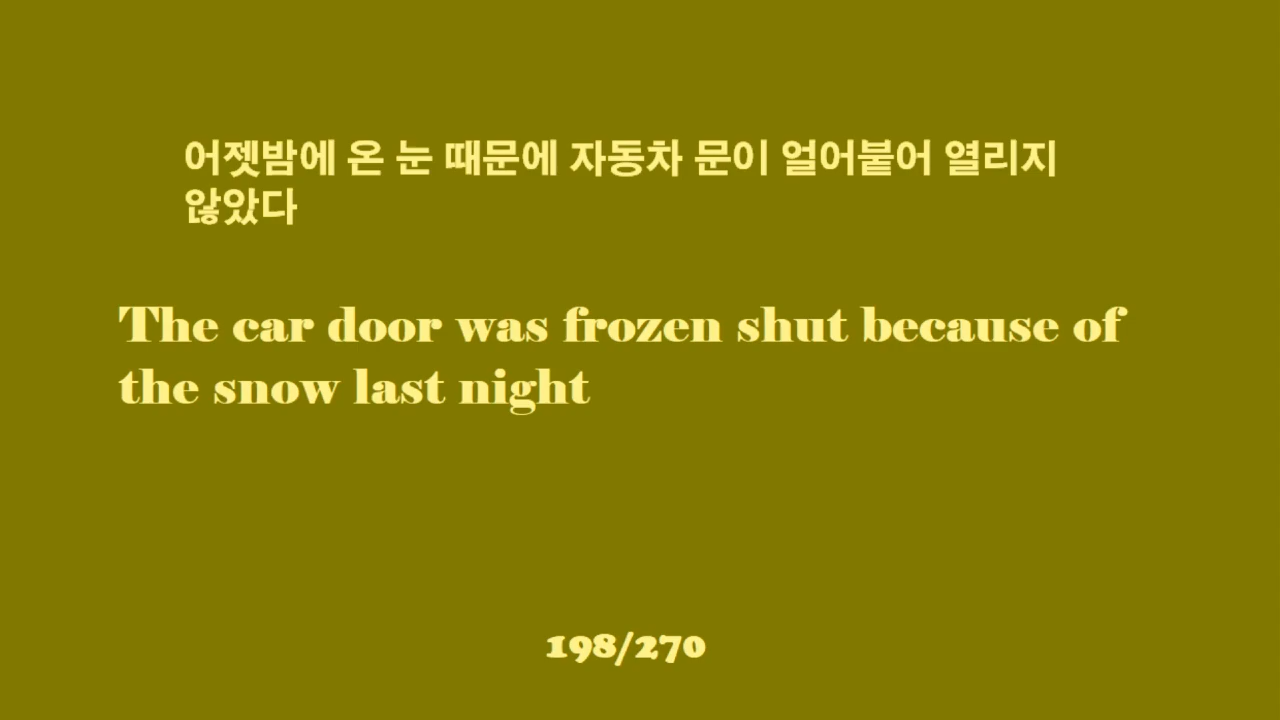 어젯밤에 온 눈 때문에 자동차 문이 얼어붙어 열리지
않았다
The car door was frozen shut because of
the snow last night
198/270